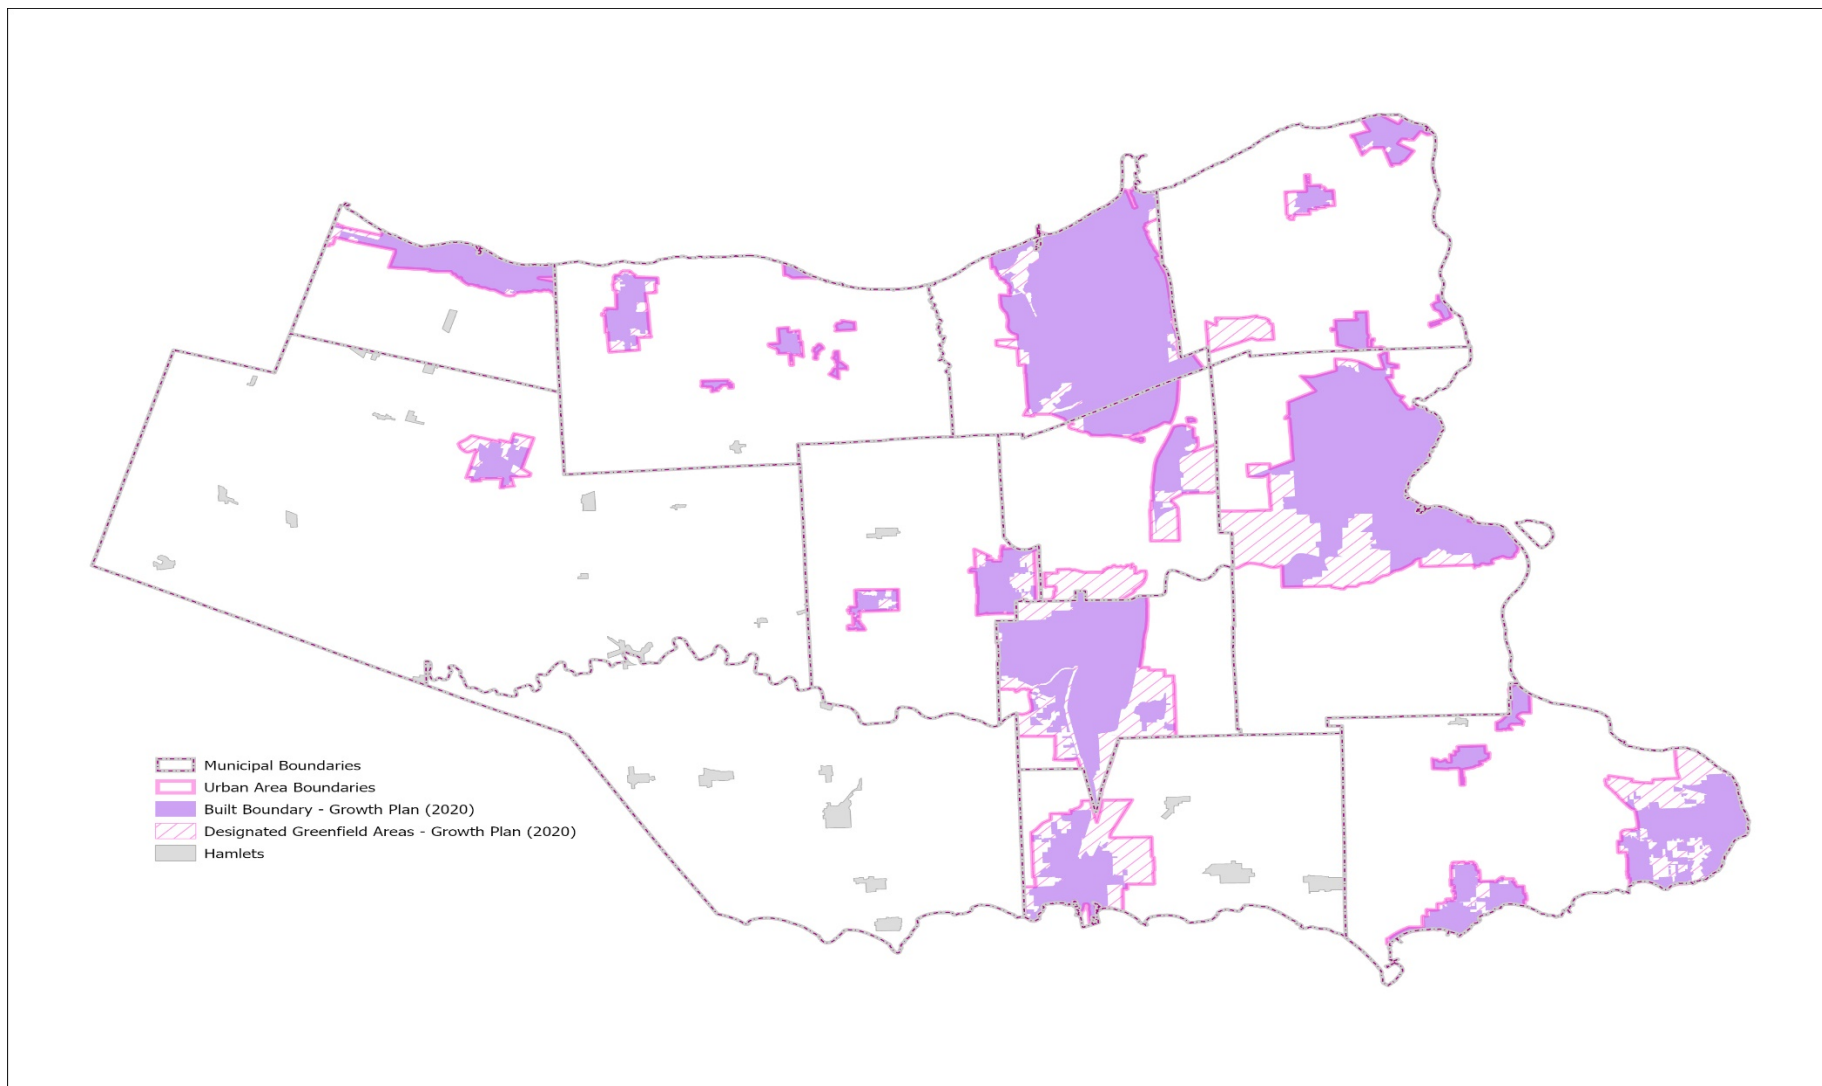 Municipal Boundaries
Urban Area Boundaries
Built Boundary - Growth Plan (2020)
Designated Greenfield Areas - Growth Plan (2020)
Hamlets